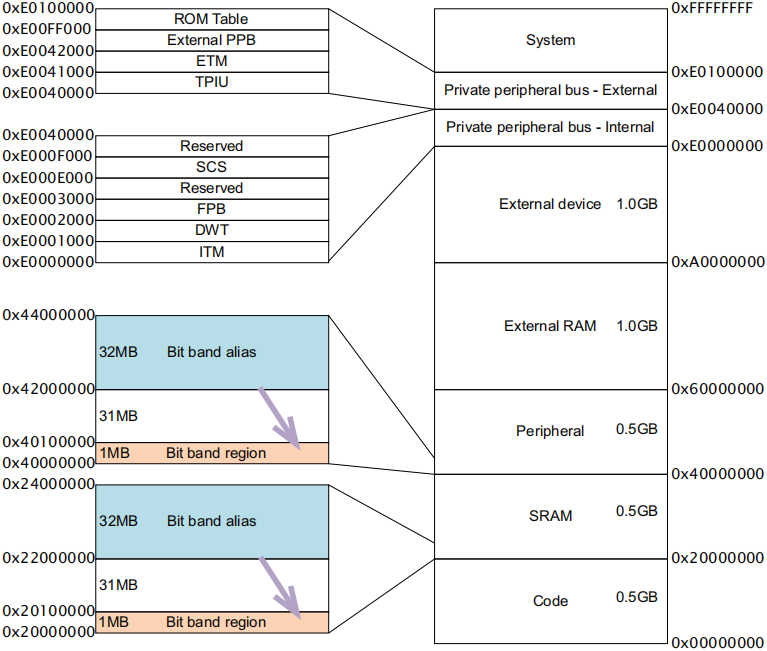 0xE0100000
ROM Table
0xE00FF000
External PPB
0xE0042000
ETM
0xE0041000
TPIU
0xE0040000
0xE0040000
Reserved
0xE000F000
SCS
0xE000E000
Reserved
0xE0003000
FPB
0xE0002000
DWT
0xE0001000
ITM
0xE0000000
0x44000000
32MB Bit band alias
0x42000000
31MB
0x40100000
1MB Bit band region
0x40000000
0x24000000
32MB Bit band alias
0x22000000
31MB
0x20100000
1MB Bit band region
0x20000000
0xFFFFFFFF
System
0xE0100000
Private peripheral bus - External
0xE0040000
Private peripheral bus - Internal
0xE0000000
External device 1.0GB
0xA0000000
External RAM 1.0GB
0x60000000
Peripheral 0.5GB
0x40000000
SRAM 0.5GB
0x20000000
Code 0.5GB
0x00000000